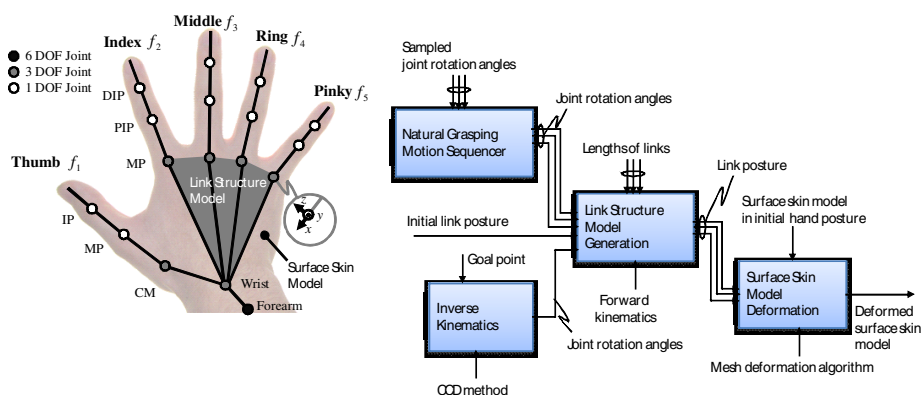 Middle f3
Index f2
Ring f4
6 DOF Joint
3 DOF Joint
1 DOF Joint
Pinky f5
DIP
PIP
MP
Thumb f1
Link Structure
Model
IP
MP
CM
z
y
x
Surface Skin
Model
Wrist
Forearm
Sampled
joint rotation angles
Joint rotation angles
Natural Grasping
Motion Sequencer
Lengthsof links
Link posture
Initial link posture
Link Structure
Model
Generation
Surface skin model
in initial hand posture
Goal point
Inverse
Kinematics
Forward
kinematics
Joint rotation angles
Surface Skin
Model
Deformation
Deformed
surface skin
model
CCD method
Mesh deformation algorithm